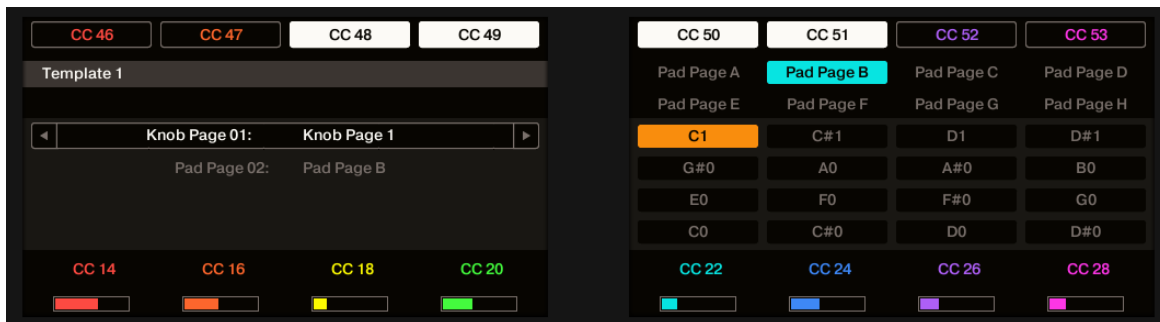 CC 46 CC 47 CC 48 CC 49
Template 1
Knob Page 01: Knob Page 1
Pad Page 02: Pad Page B
CC 14 CC 16 CC 18 CC 20
CC 50 CC 51 CC 52 CC 53
Pad Page A Pad Page B Pad Page C Pad Page D
Pad Page E Pad Page F Pad Page G Pad Page H
C1 C#1 D1 D#1
G#0 A0 A#0 B0
E0 F0 F#0 G0
C0 C#0 D0 D#0
CC 22 CC 24 CC 26 CC 28